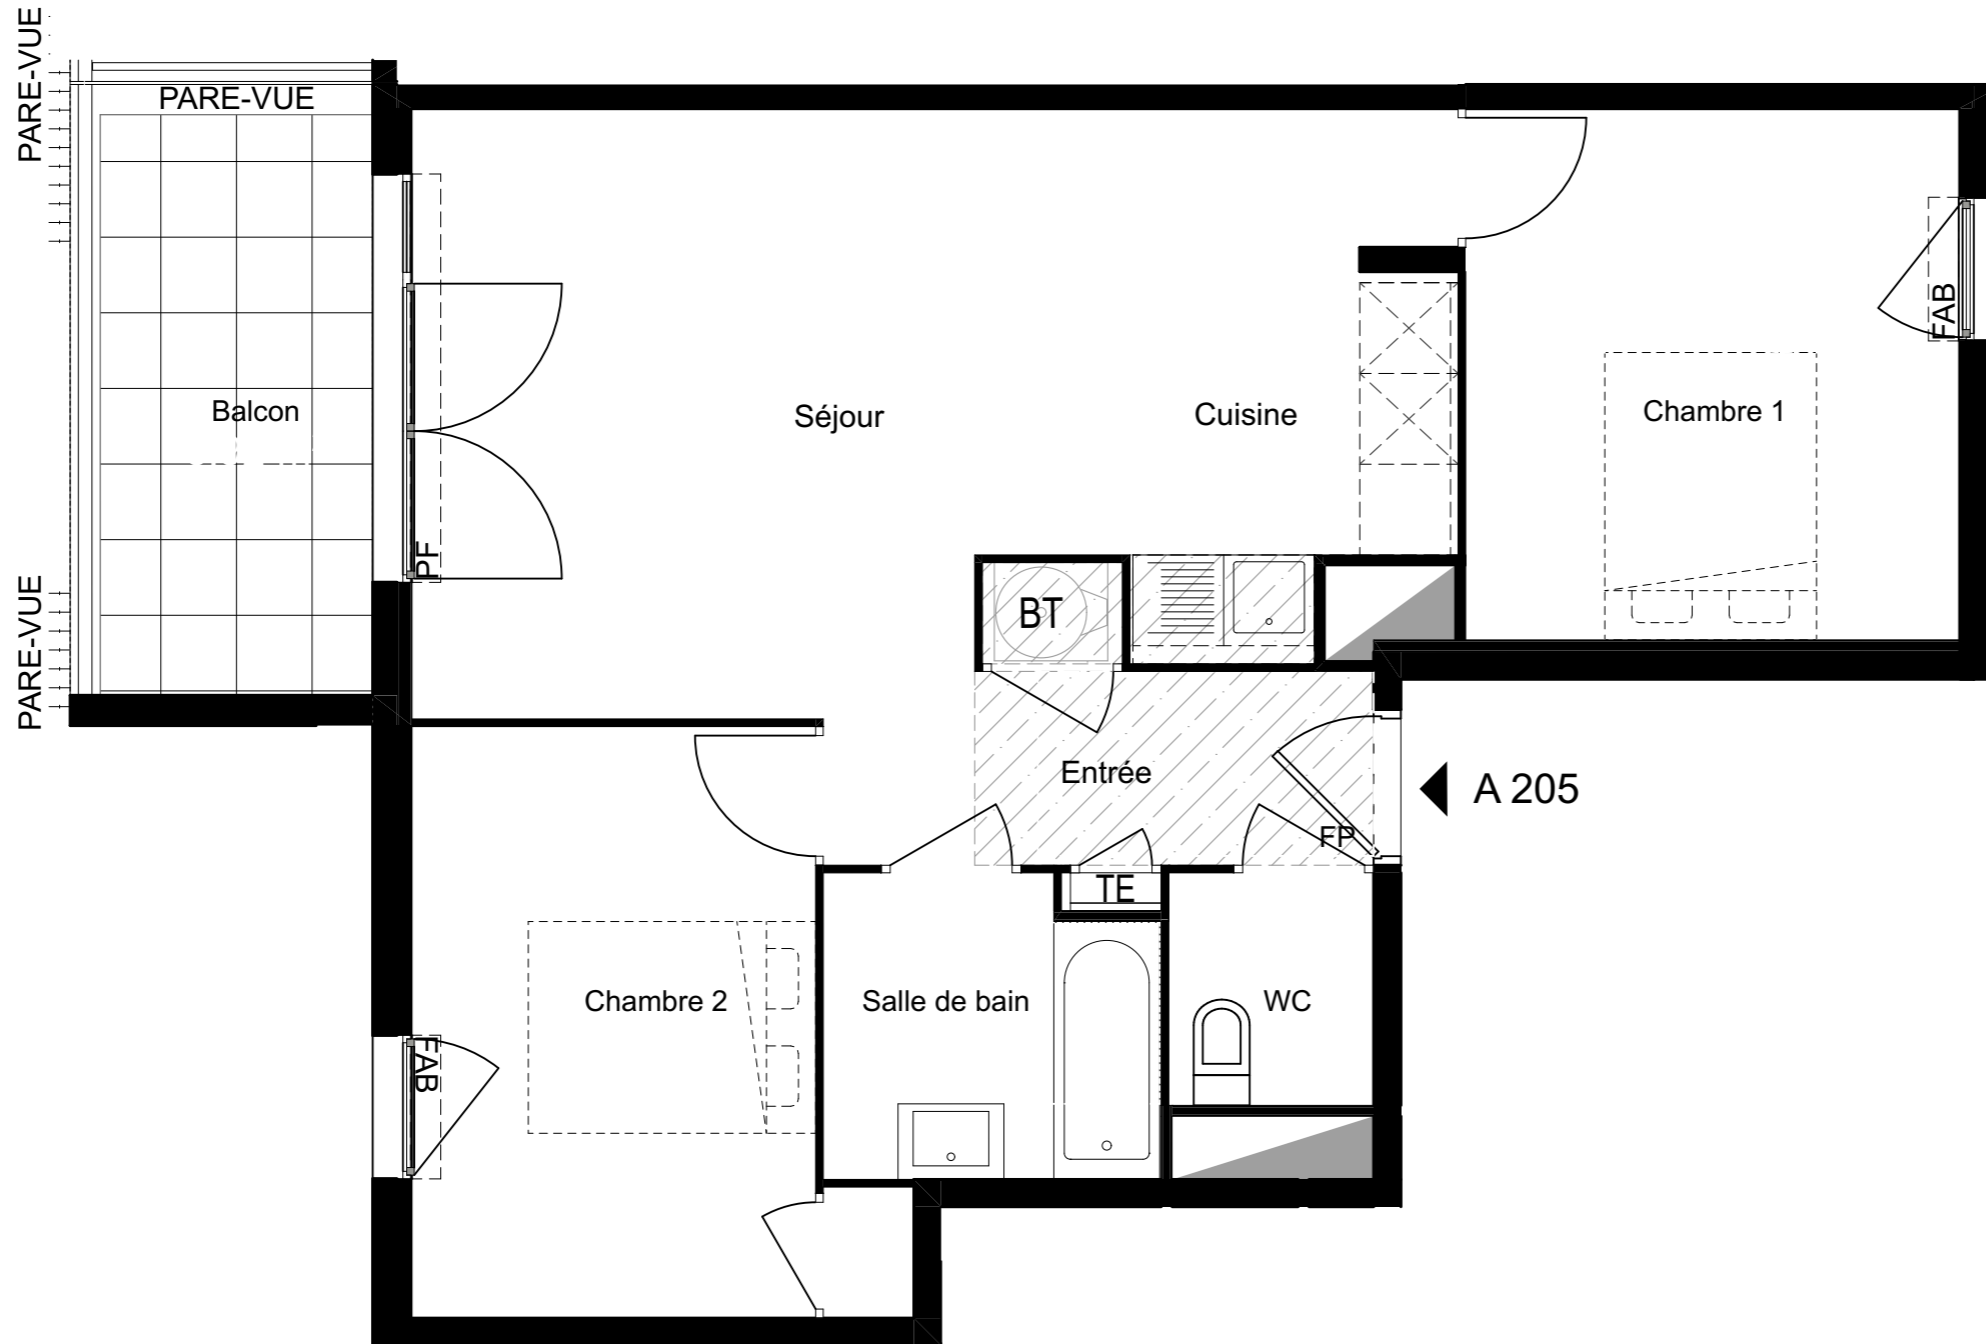 PARE-VUE
PARE-VUE
FAB
Balcon
Séjour
Cuisine
Chambre 1
PF
PARE-VUE
BT
Entrée
A 205
FP
TE
Chambre 2
Salle de bain
WC
FAB